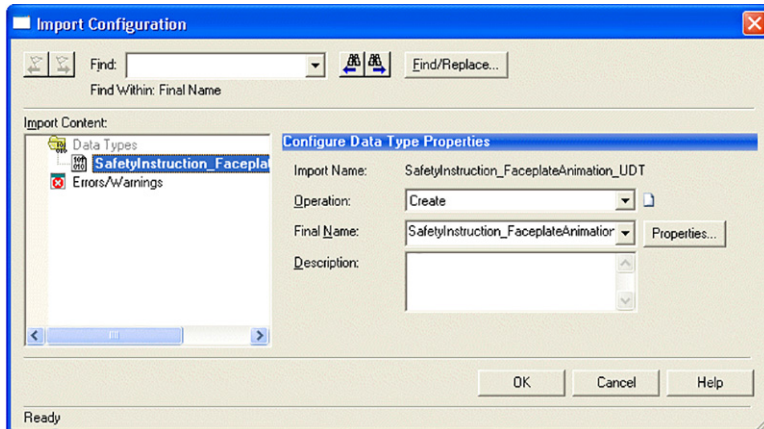 Import Configuration
Find:
Find/Replace...
Find Within: Final Name
Import Content:
Data Types
SafetyInstruction_Faceplat
Errors/Warnings
Configure Data Type Properties
Import Name: SafetyInstruction_FaceplateAnimation_UDT
Operation: Create
Final Name: SafetyInstruction_FaceplateAnimation Properties...
Description:
OK Cancel Help
Ready